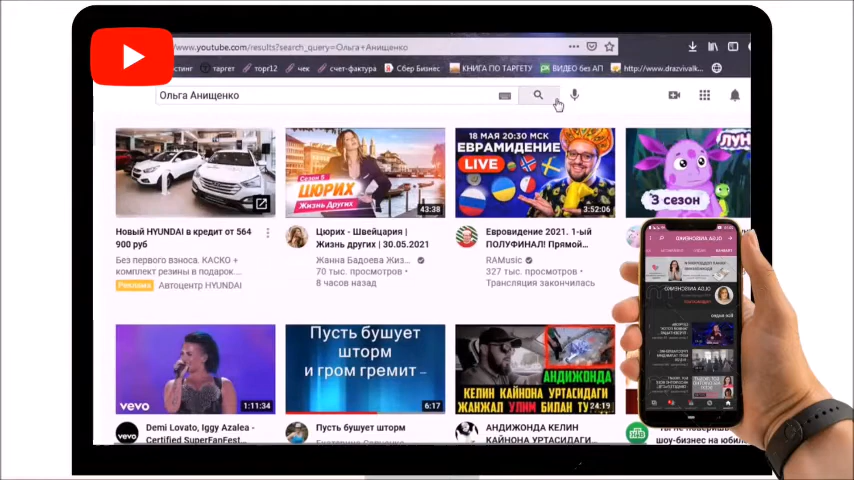 www.youtube.com/results?search_query=Ольга+Анищенко
стинг таргет торг12 чек счет-фактура Сбер Бизнес КНИГА ПО ТАРГЕТУ ВИДЕО без АП http://www.drazvivalk...
Ольга Анищенко
Сезон 5
ЦЮРИХ
Жизнь Других
43:38
18 МАЯ 20:30 МСК
ЕВРАМИДЕНИЕ
LIVE
3:52:06
ЛУН
3 сезон
Новый HYUNDAI в кредит от 564
900 руб
Без первого взноса. КАСКО +
комплект резины в подарок ...
Реклама Автоцентр HYUNDAI
Цюрих - Швейцария |
Жизнь других | 30.05.2021
Жанна Бадоева Жиз...
70 тыс. просмотров •
8 часов назад
Евровидение 2021. 1-ый
ПОЛУФИНАЛ! Прямой...
RAMusic
327 тыс. просмотров •
Трансляция закончилась
vevo
1:11:34
Пусть бушует
шторм
и гром гремит –
6:17
АНДИЖОНДА
КЕЛИН КАЙНОНА УРТАСИДАГИ
ЖАНЖАЛ УЛИМ БИЛАН ТУ
24:19
vevo
Demi Lovato, Iggy Azalea -
Certified SuperFanFest...
Пусть бушует шторм
АНДИЖОНДА КЕЛИН
КАЙНОНА УРТАСИДАГИ
НТВ
шоу-бизнес на юбил